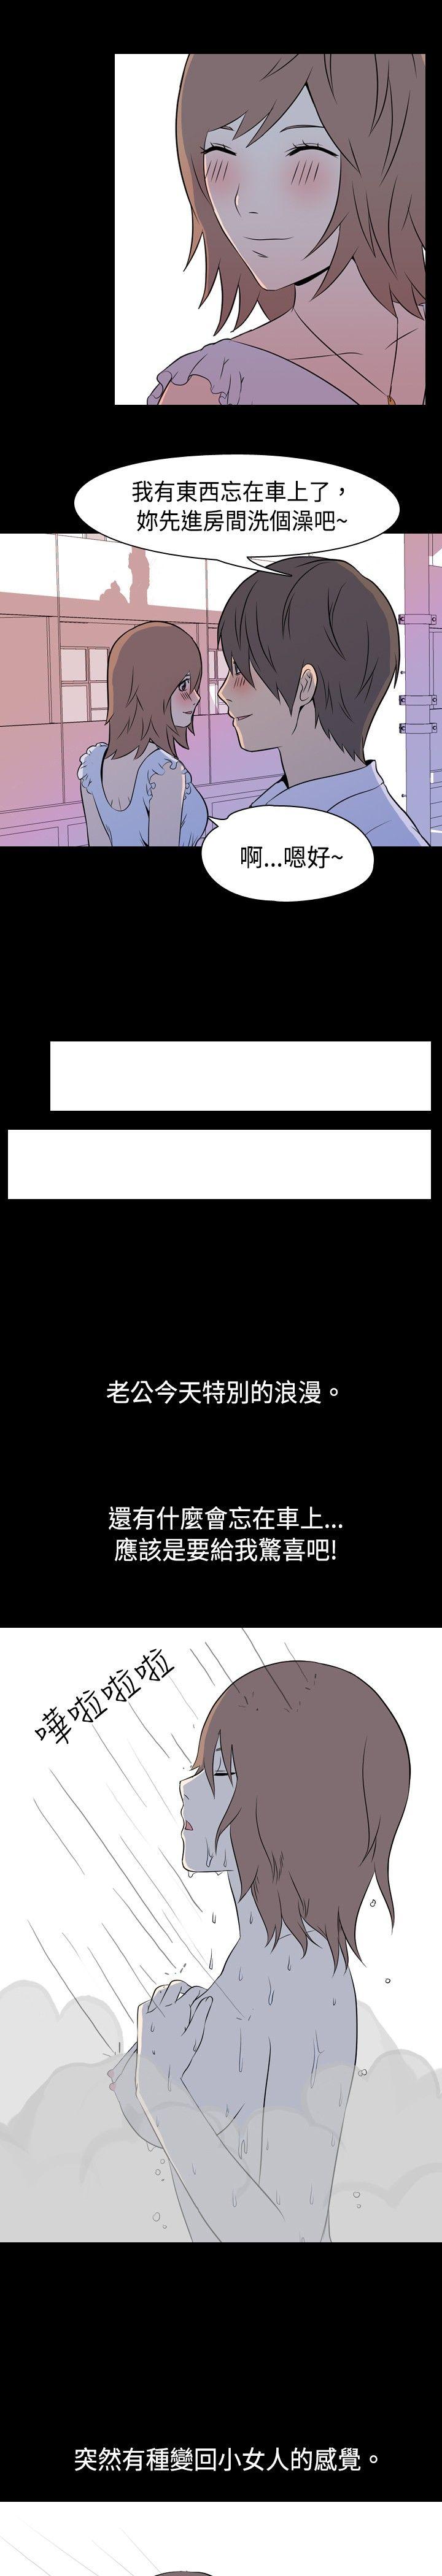 我有東西忘在車上了，
妳先進房間洗個澡吧~
啊...嗯好~
老公今天特別的浪漫。
還有什麼會忘在車上...
應該是要給我驚喜吧!
嘩啦啦啦
突然有種變回小女人的感覺。